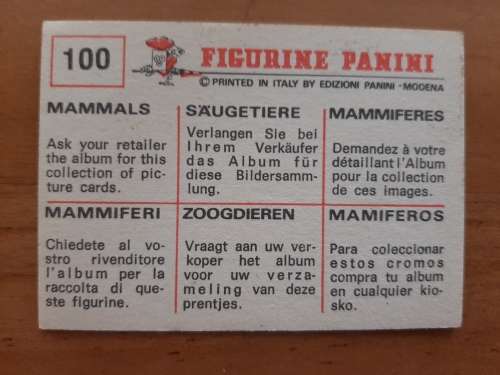 100
FIGURINE PANINI
© PRINTED IN ITALY BY EDIZIONI PANINI - MODENA
MAMMALS
Ask your retailer
the album for this
collection of pic-
ture cards.
SÄUGETIERE
Verlangen Sie bei
Ihrem Verkäufer
das Album für
diese Bildersamm-
lung.
MAMMIFERES
Demandez à votre
détaillant l'Album
pour la collection
de ces images.
MAMMIFERI
Chiedete al vo-
stro rivenditore
l'album per la
raccolta di que-
ste figurine.
ZOOGDIEREN
Vraagt aan uw ver-
koper het album
voor uw verza-
meling van deze
prentjes.
MAMIFEROS
Para coleccionar
estos cromos
compra tu album
en cualquier kio-
sko.